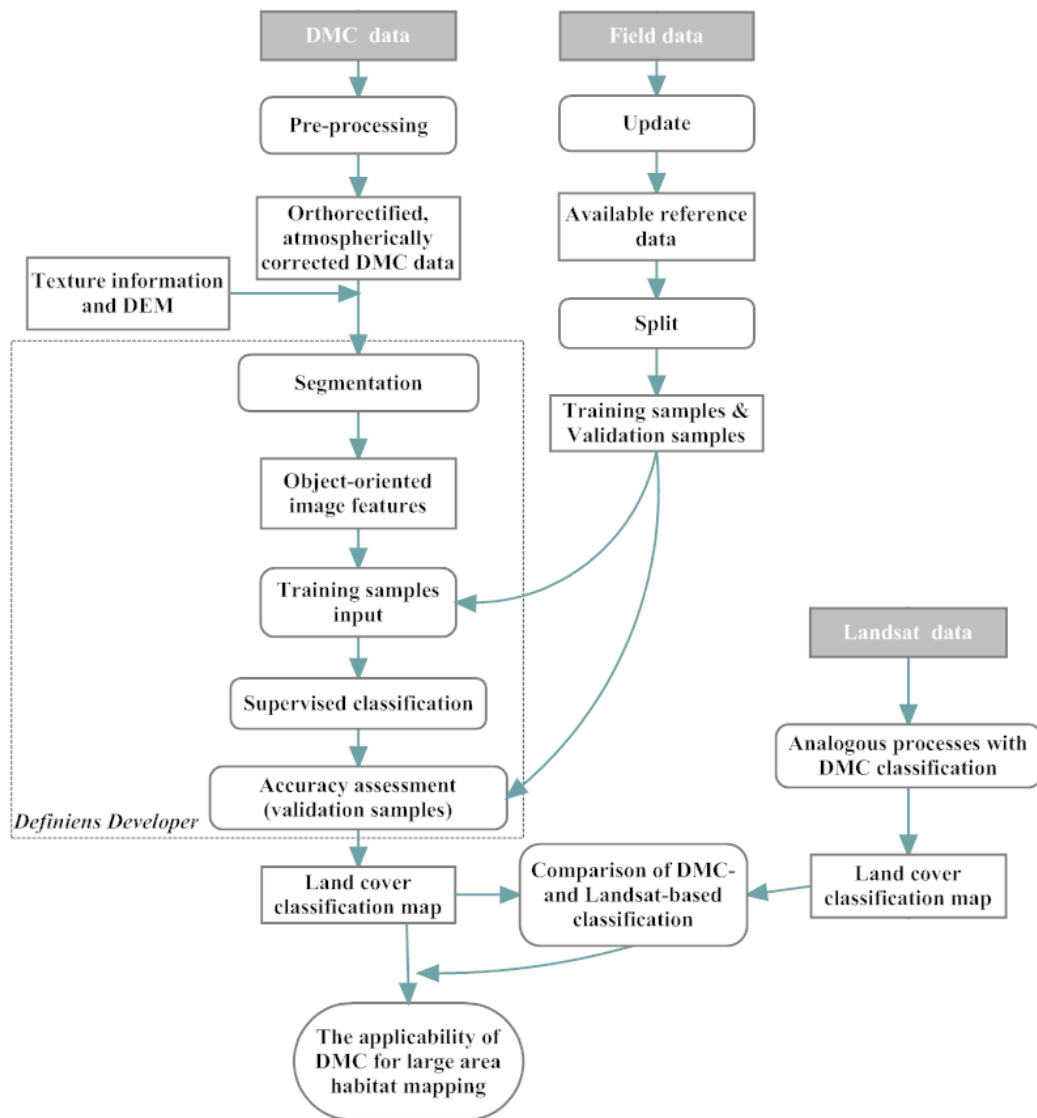 DMC data
Field data
Pre-processing
Update
Orthorectified,
atmospherically
corrected DMC data
Available reference
data
Texture information
and DEM
Split
Segmentation
Training samples &
Validation samples
Object-oriented
image features
Training samples
input
Landsat data
Supervised classification
Analogous processes with
DMC classification
Accuracy assessment
(validation samples)
Definiens Developer
Land cover
classification map
Comparison of DMC-
and Landsat-based
classification
Land cover
classification map
The applicability of
DMC for large area
habitat mapping